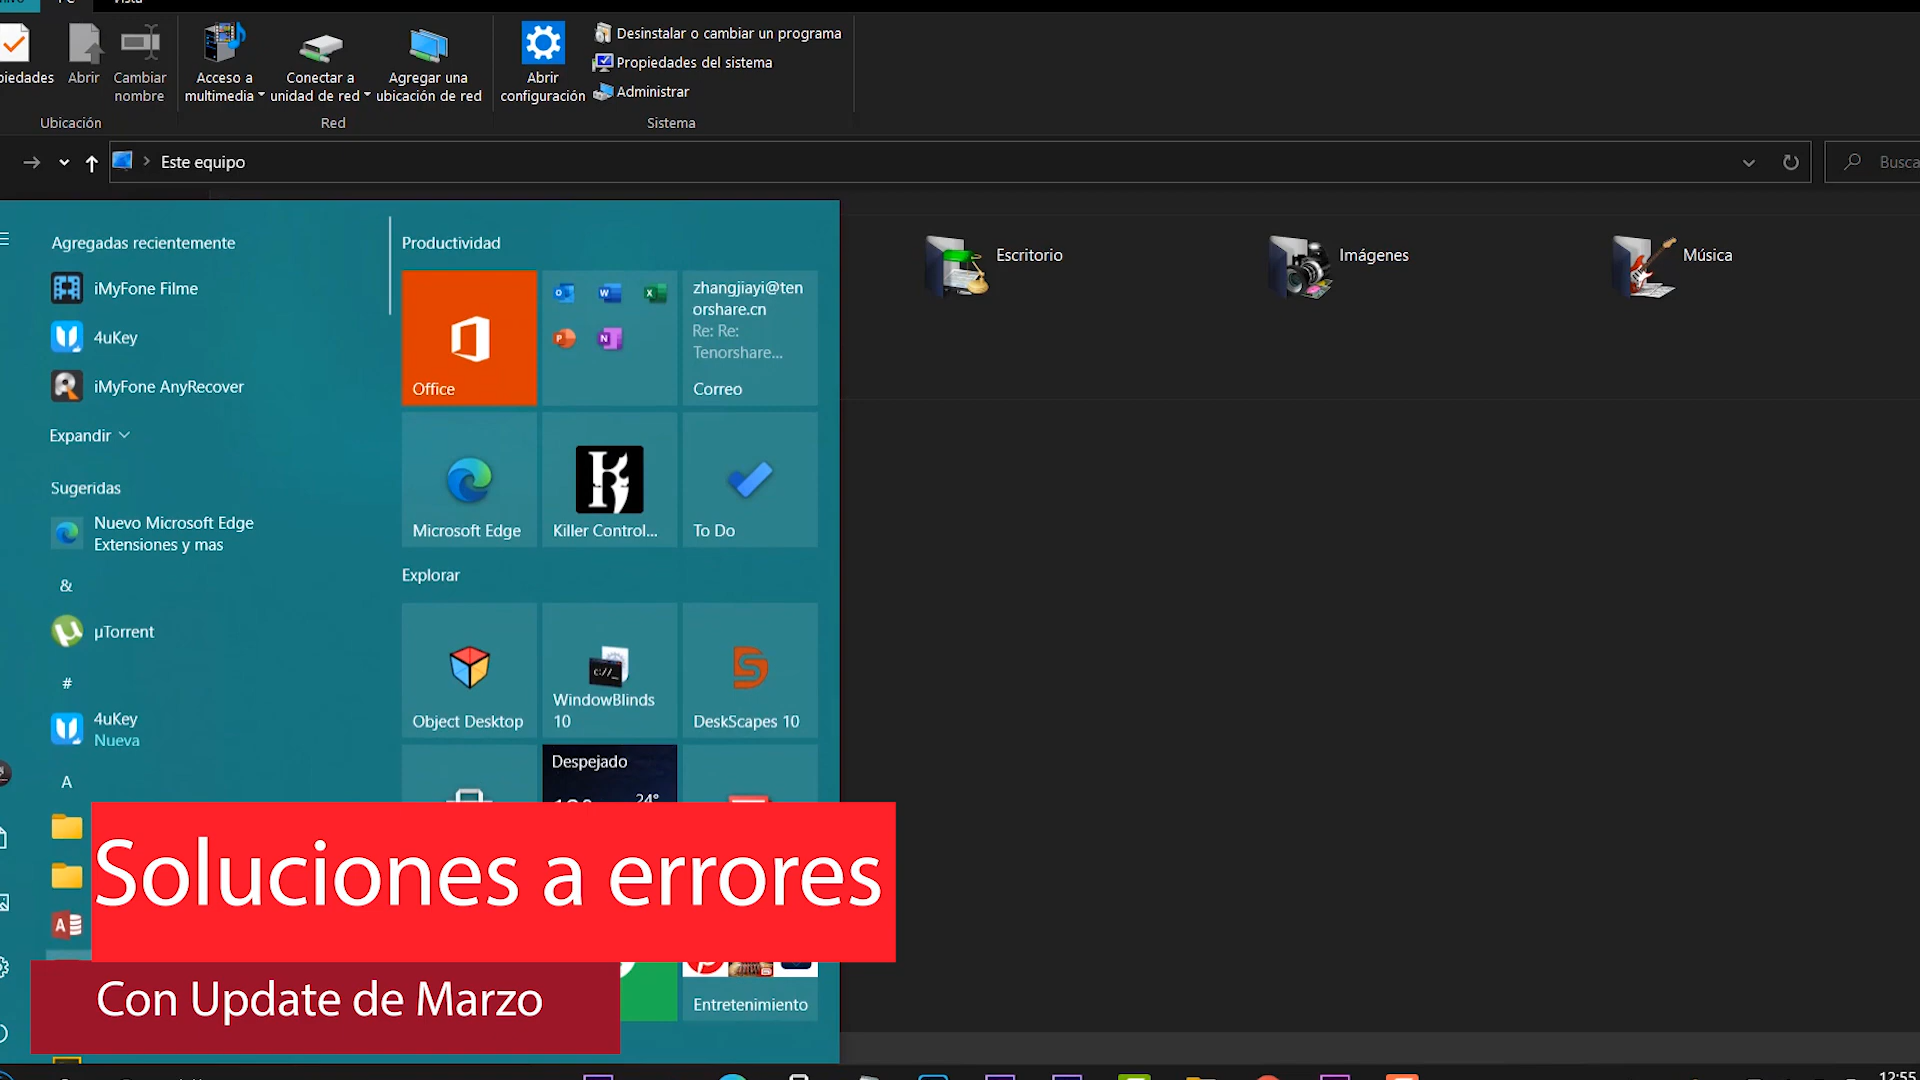 PC
Vista
piedades
Abrir
Cambiar
nombre
Acceso a
multimedia
Conectar a
unidad de red
Agregar una
ubicación de red
Abrir
configuración
Desinstalar o cambiar un programa
Propiedades del sistema
Administrar
Ubicación
Red
Sistema
Este equipo
Busca
Agregadas recientemente
iMyFone Filme
4uKey
iMyFone AnyRecover
Expandir
Sugeridas
Nuevo Microsoft Edge
Extensiones y mas
&
µTorrent
#
4uKey
Nueva
A
Productividad
Office
zhangjiayi@ten
orshare.cn
Re: Re:
Tenorshare...
Correo
Microsoft Edge
Killer Control...
To Do
Explorar
Object Desktop
WindowBlinds
10
DeskScapes 10
Despejado
24°
Entretenimiento
Escritorio
Imágenes
Música
Soluciones a errores
Con Update de Marzo
12:55